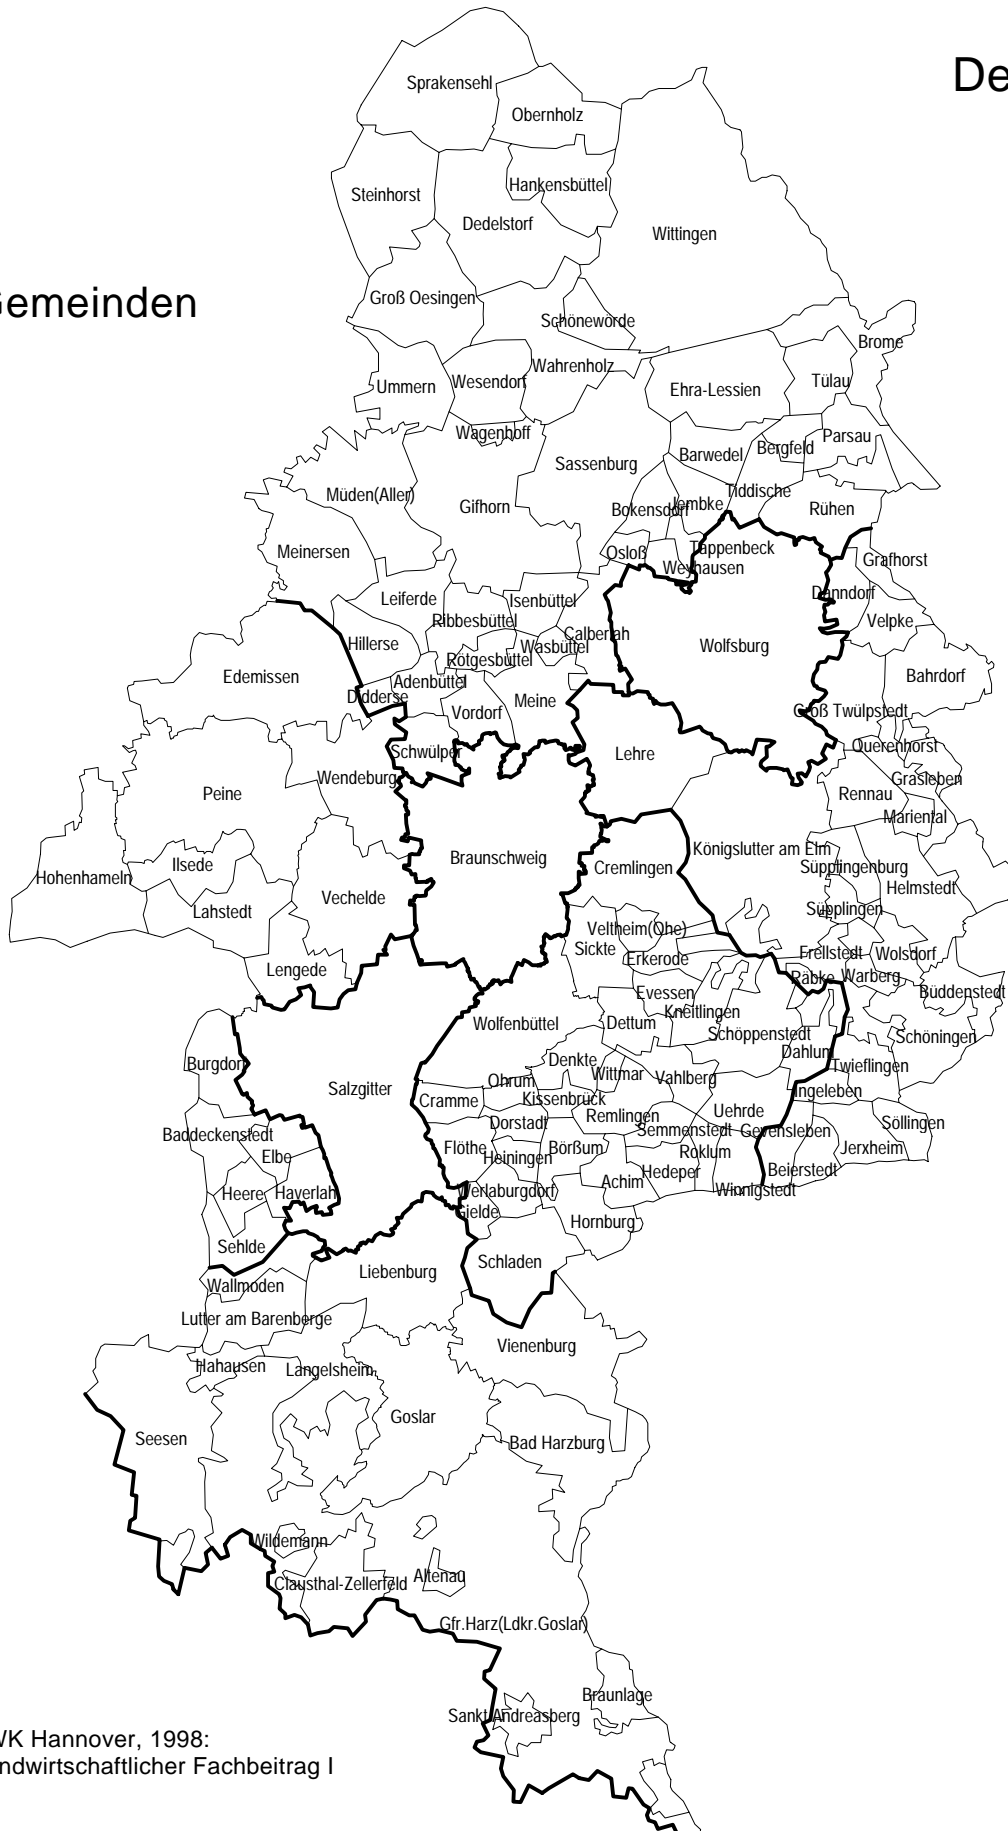 De
Sprakensehl
Obernholz
Hankensbüttel
Steinhorst
Dedelstorf
Wittingen
Gemeinden
Groß Oesingen
Schönewörde
Brome
Wahrenholz
Ummern
Wesendorf
Ehra-Lessien
Tülau
Wagenhoff
Parsau
Bergfeld
Barwedel
Sassenburg
Tiddische
Müden(Aller)
Gifhorn
Bokensdorf
Jembke
Rühen
Meinersen
Osloß
Tappenbeck
Weyhausen
Grafhorst
Danndorf
Leiferde
Isenbüttel
Ribbesbüttel
Velpke
Calberlah
Hillerse
Wasbüttel
Wolfsburg
Rötgesbüttel
Edemissen
Adenbüttel
Bahrdorf
Didderse
Meine
Vordorf
Groß Twülpstedt
Querenhorst
Schwülper
Lehre
Wendeburg
Grasleben
Peine
Rennau
Mariental
Königslutter am Elm
Braunschweig
Ilsede
Cremlingen
Süpplingenburg
Hohenhameln
Helmstedt
Vechelde
Lahstedt
Süpplingen
Veltheim(Ohe)
Sickte
Frellstedt
Wolsdorf
Erkerode
Lengede
Räbke
Warberg
Büddenstedt
Evessen
Kneitlingen
Wolfenbüttel
Dettum
Schöppenstedt
Schöningen
Dahlum
Burgdorf
Denkte
Twieflingen
Wittmar
Vahlberg
Ohrum
Salzgitter
Ingeleben
Cramme
Kissenbrück
Remlingen
Uehrde
Dorstadt
Söllingen
Semmenstedt
Gevensleben
Baddeckenstedt
Flöthe
Börßum
Jerxheim
Elbe
Heiningen
Roklum
Hedeper
Beierstedt
Achim
Heere
Haverlah
Werlaburgdorf
Winnigstedt
Gielde
Hornburg
Sehlde
Schladen
Liebenburg
Wallmoden
Lutter am Barenberge
Vienenburg
Hahausen
Langelsheim
Goslar
Seesen
Bad Harzburg
Wildemann
Altenau
Clausthal-Zellerfeld
Gfr.Harz(Ldkr.Goslar)
Braunlage
Sankt Andreasberg
WK Hannover, 1998:
ndwirtschaftlicher Fachbeitrag I